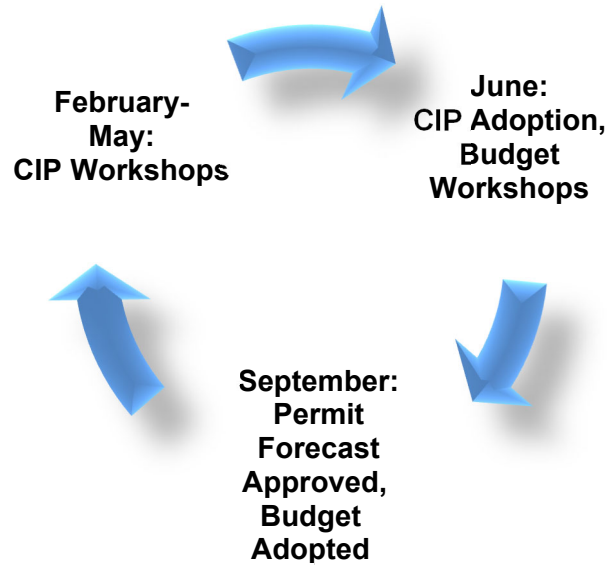 February-
May:
CIP Workshops
June:
CIP Adoption,
Budget
Workshops
September:
Permit
Forecast
Approved,
Budget
Adopted